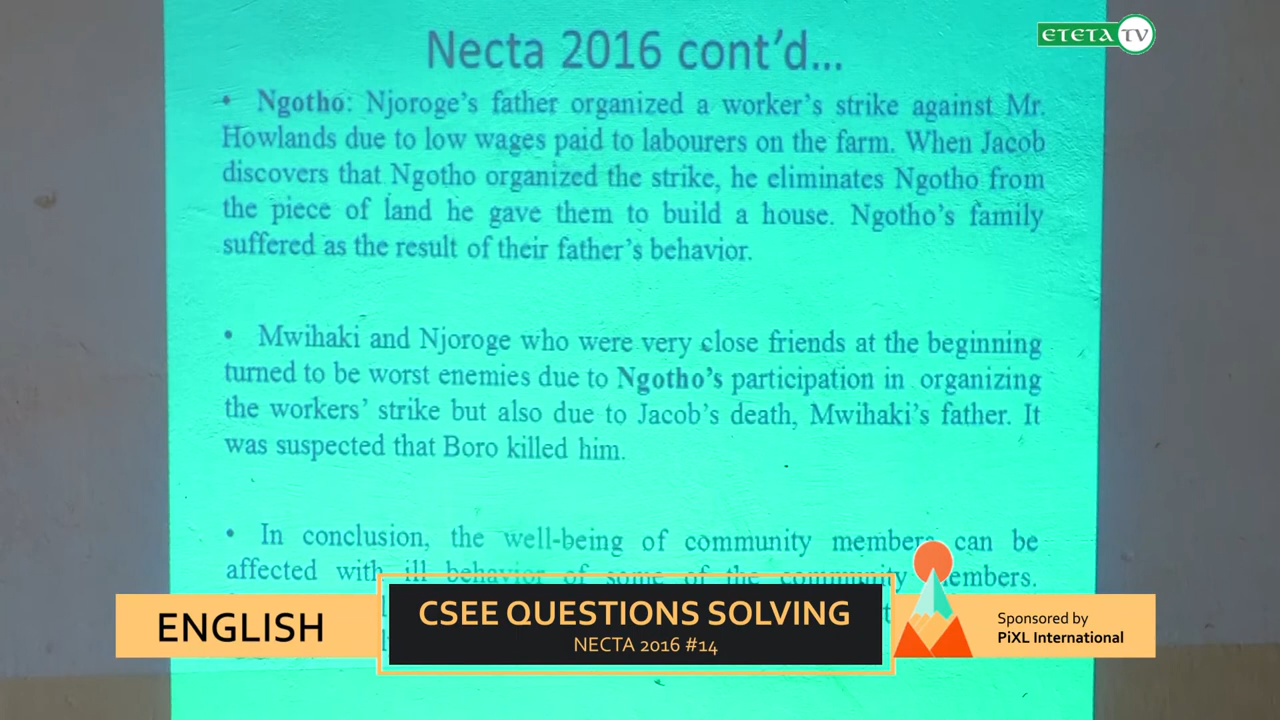 ETETA TV
Necta 2016 cont’d...
• Ngotho: Njoroge’s father organized a worker’s strike against Mr.
Howlands due to low wages paid to labourers on the farm. When Jacob
discovers that Ngotho organized the strike, he eliminates Ngotho from
the piece of land he gave them to build a house. Ngotho’s family
suffered as the result of their father’s behavior.
• Mwihaki and Njoroge who were very close friends at the beginning
turned to be worst enemies due to Ngotho’s participation in organizing
the workers’ strike but also due to Jacob’s death, Mwihaki’s father. It
was suspected that Boro killed him.
• In conclusion, the well-being of community members can be
affected with ill behavior of some of the community members.
ENGLISH
CSEE QUESTIONS SOLVING
NECTA 2016 #14
Sponsored by
PiXL International